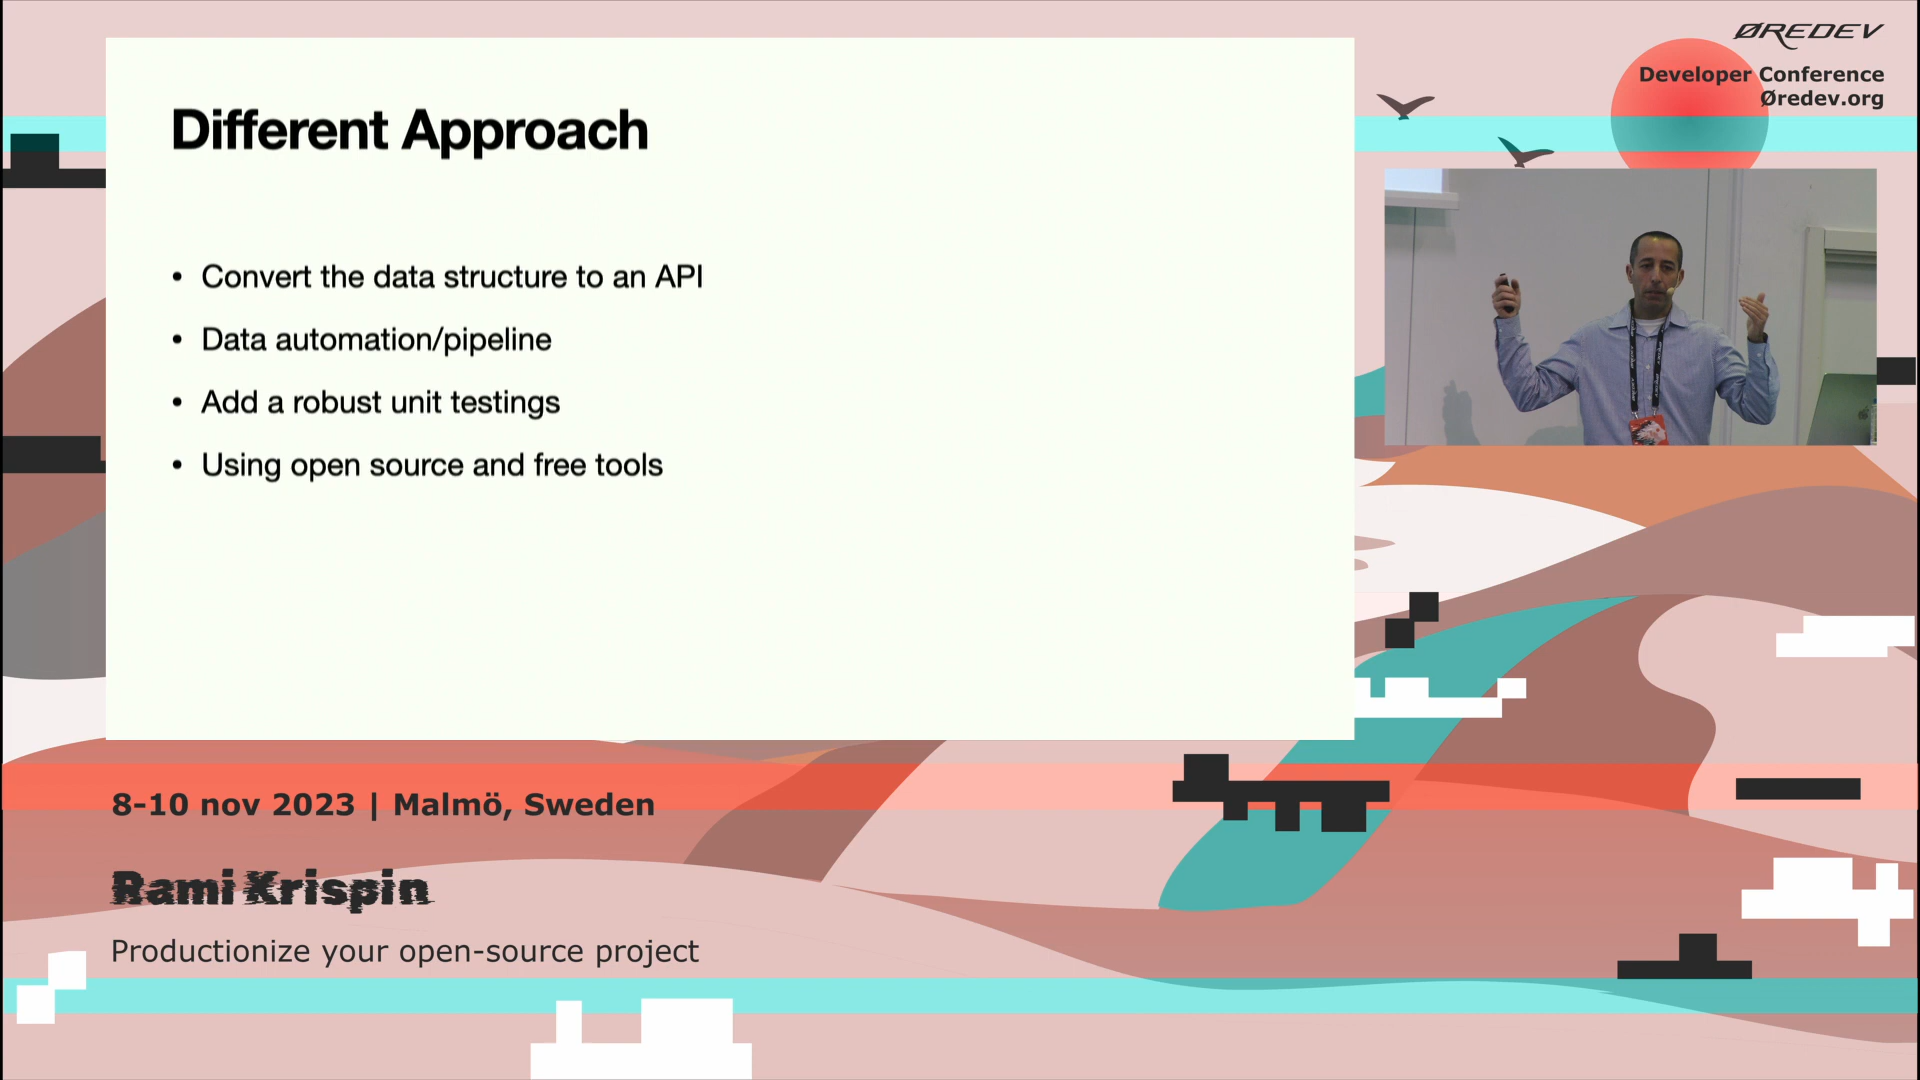 ØREDEV
Developer Conference
Øredev.org
Different Approach
• Convert the data structure to an API
• Data automation/pipeline
• Add a robust unit testings
• Using open source and free tools
8-10 nov 2023 | Malmö, Sweden
Rami Krispin
Productionize your open-source project